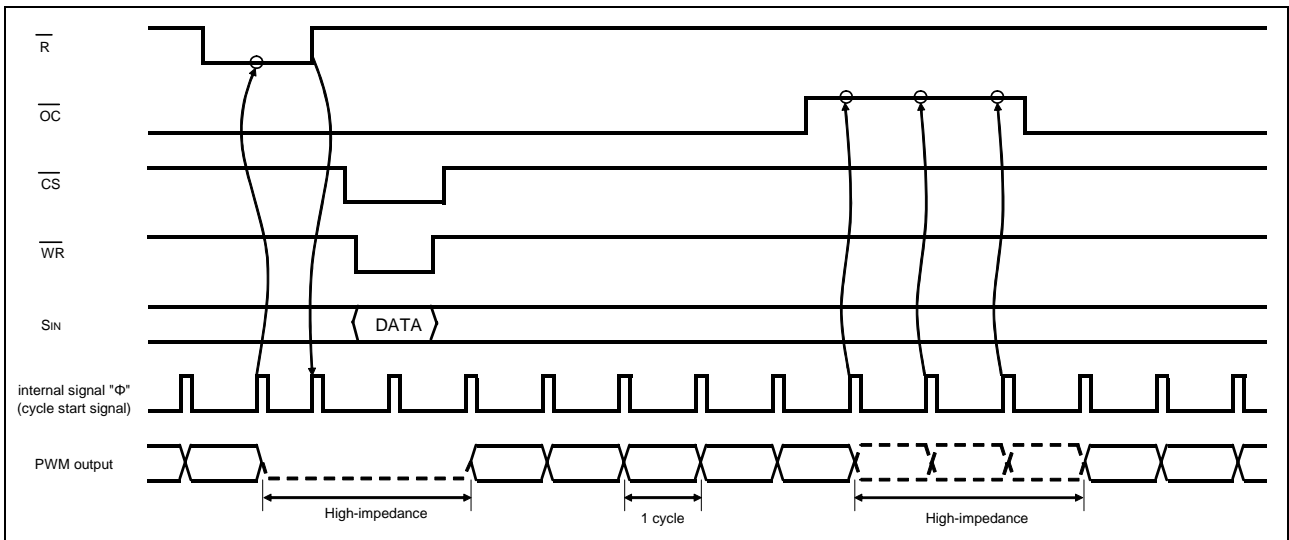 R
OC
CS
WR
SIN
DATA
internal signal "Φ"
(cycle start signal)
PWM output
High-impedance
1 cycle
High-impedance